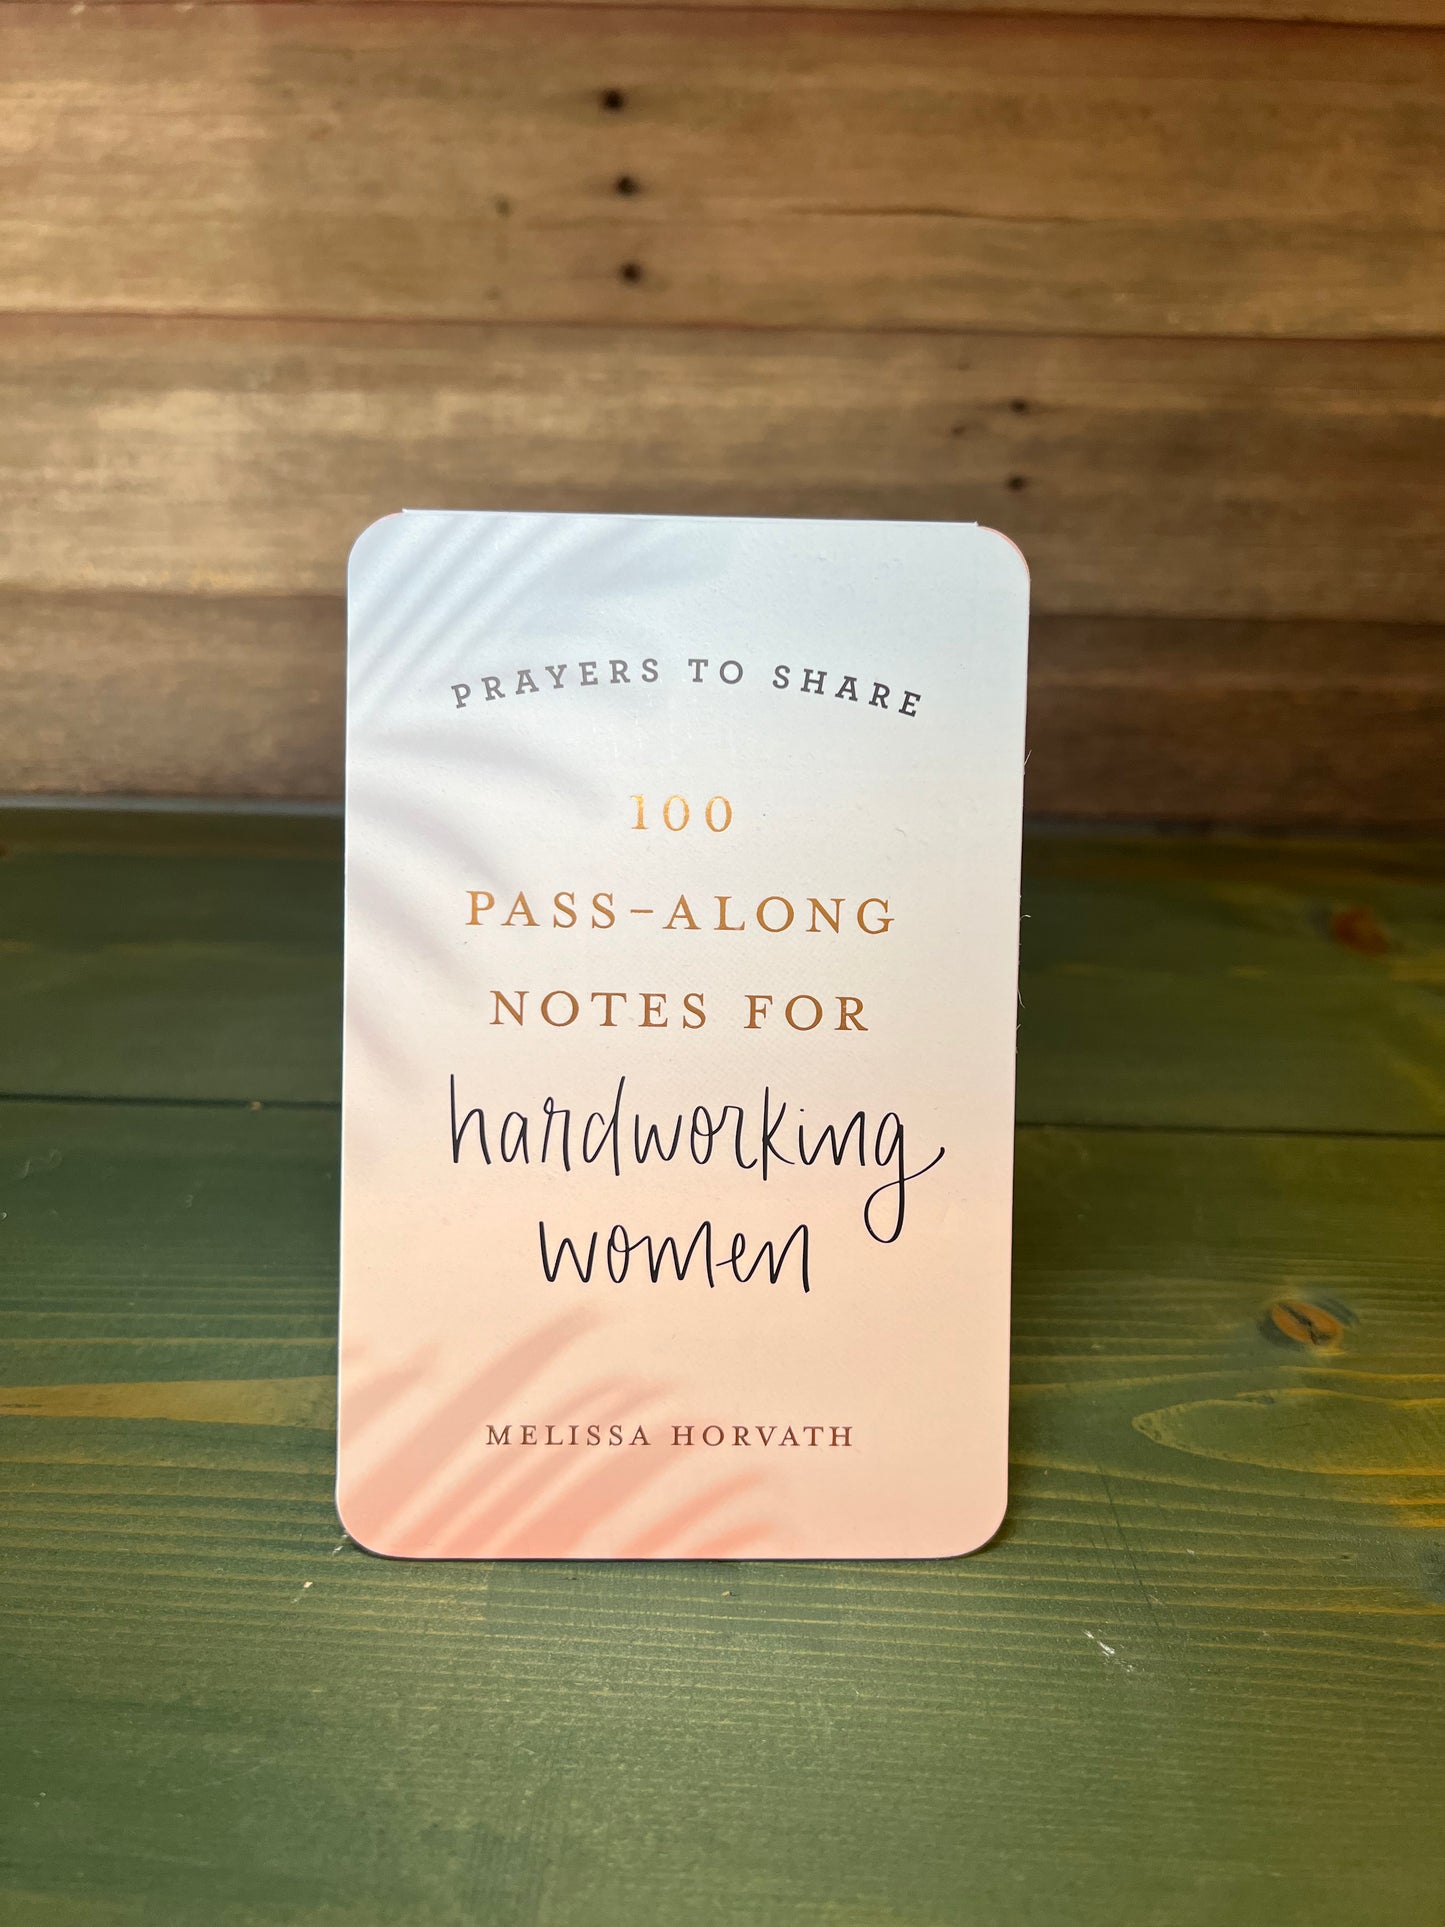 PRAYERS TO SHARE
100
PASS-ALONG
NOTES FOR
hardworking
women
MELISSA HORVATH